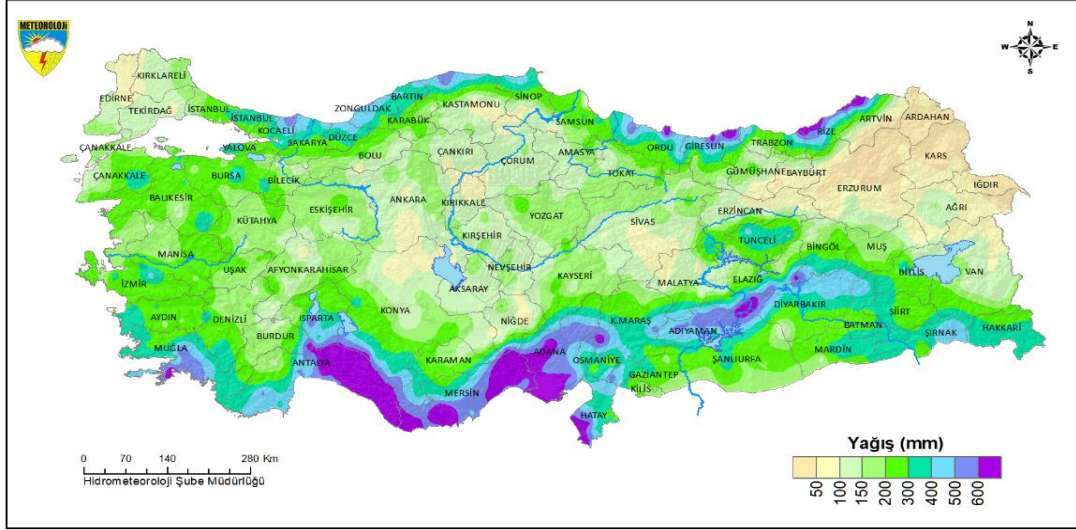 METEOROLOJİ
N
W E
S
KIRKLARELİ
EDİRNE
TEKİRDAĞ
İSTANBUL
İSTANBUL
KOCAELİ
YALOVA
SAKARYA
DÜZCE
ZONGULDAK
BARTIN
KARABÜK
KASTAMONU
SİNOP
SAMSUN
ORDU
GİRESUN
TRABZON
RİZE
ARTVİN
ARDAHAN
KARS
IĞDIR
AĞRI
ERZURUM
BAYBURT
GÜMÜŞHANE
ERZİNCAN
TOKAT
AMASYA
ÇORUM
ÇANKIRI
BOLU
BİLECİK
BURSA
ÇANAKKALE
ÇANAKKALE
BALIKESİR
KÜTAHYA
ESKİŞEHİR
ANKARA
KIRIKKALE
YOZGAT
SİVAS
TUNCELİ
BİNGÖL
MUŞ
BİTLİS
VAN
ELAZIĞ
MALATYA
KAYSERİ
NEVŞEHİR
KIRŞEHİR
AKSARAY
AFYONKARAHİSAR
UŞAK
MANİSA
İZMİR
AYDIN
DENİZLİ
BURDUR
ISPARTA
KONYA
NİĞDE
K.MARAŞ
ADIYAMAN
DİYARBAKIR
BATMAN
SİİRT
ŞIRNAK
HAKKARİ
MARDİN
ŞANLIURFA
GAZİANTEP
KİLİS
OSMANİYE
ADANA
KARAMAN
MERSİN
ANTALYA
MUĞLA
HATAY
0 70 140 280 Km
Hidrometeoroloji Şube Müdürlüğü
Yağış (mm)
50 100 150 200 300 400 500 600